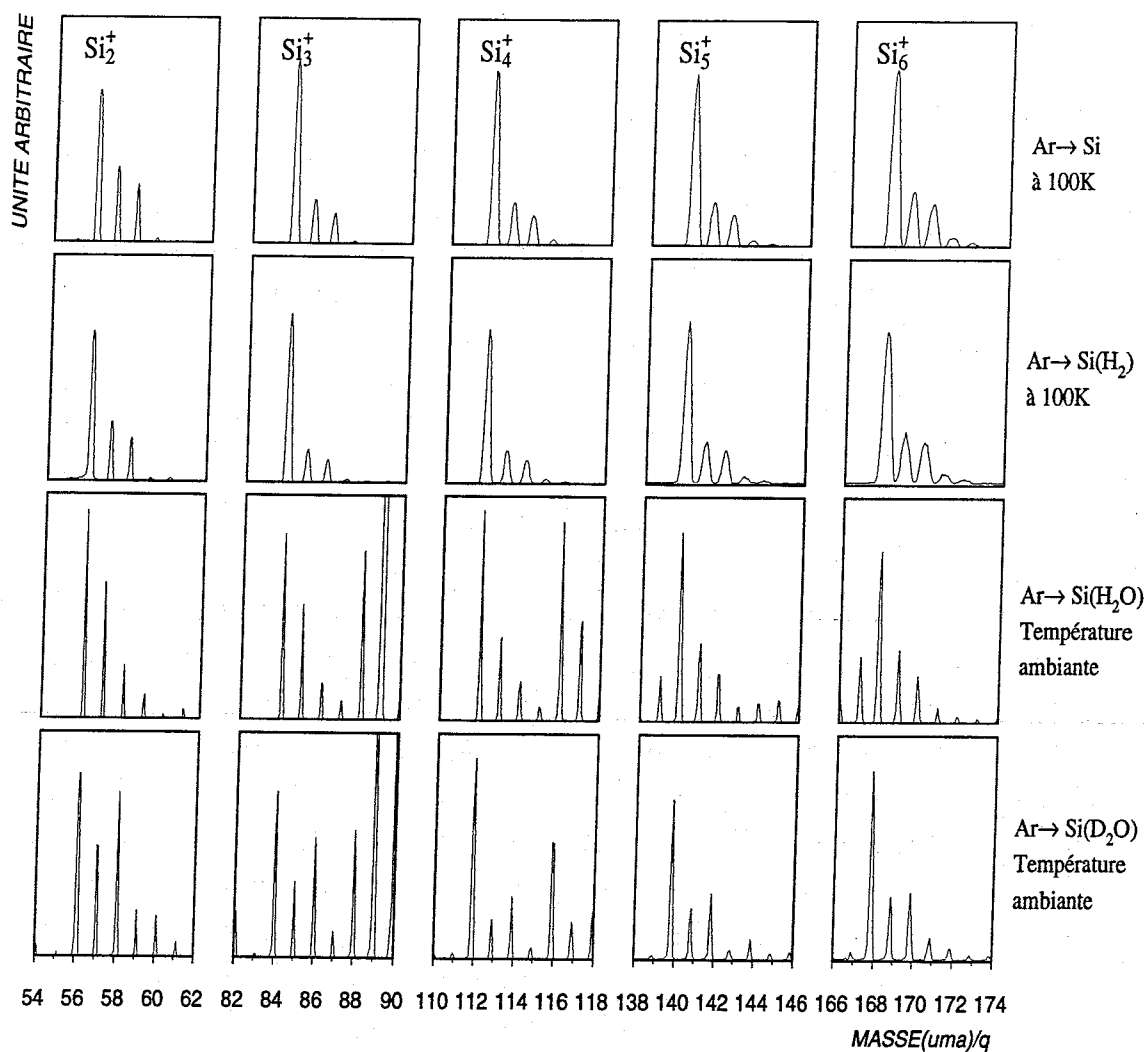 UNITE ARBITRAIRE
Si₂⁺
Si₃⁺
Si₄⁺
Si₅⁺
Si₆⁺
Ar→ Si
à 100K
Ar→ Si(H₂)
à 100K
Ar→ Si(H₂O)
Température
ambiante
Ar→ Si(D₂O)
Température
ambiante
54 56 58 60 62 82 84 86 88 90 110 112 114 116 118 138 140 142 144 146 166 168 170 172 174
MASSE(uma)/q